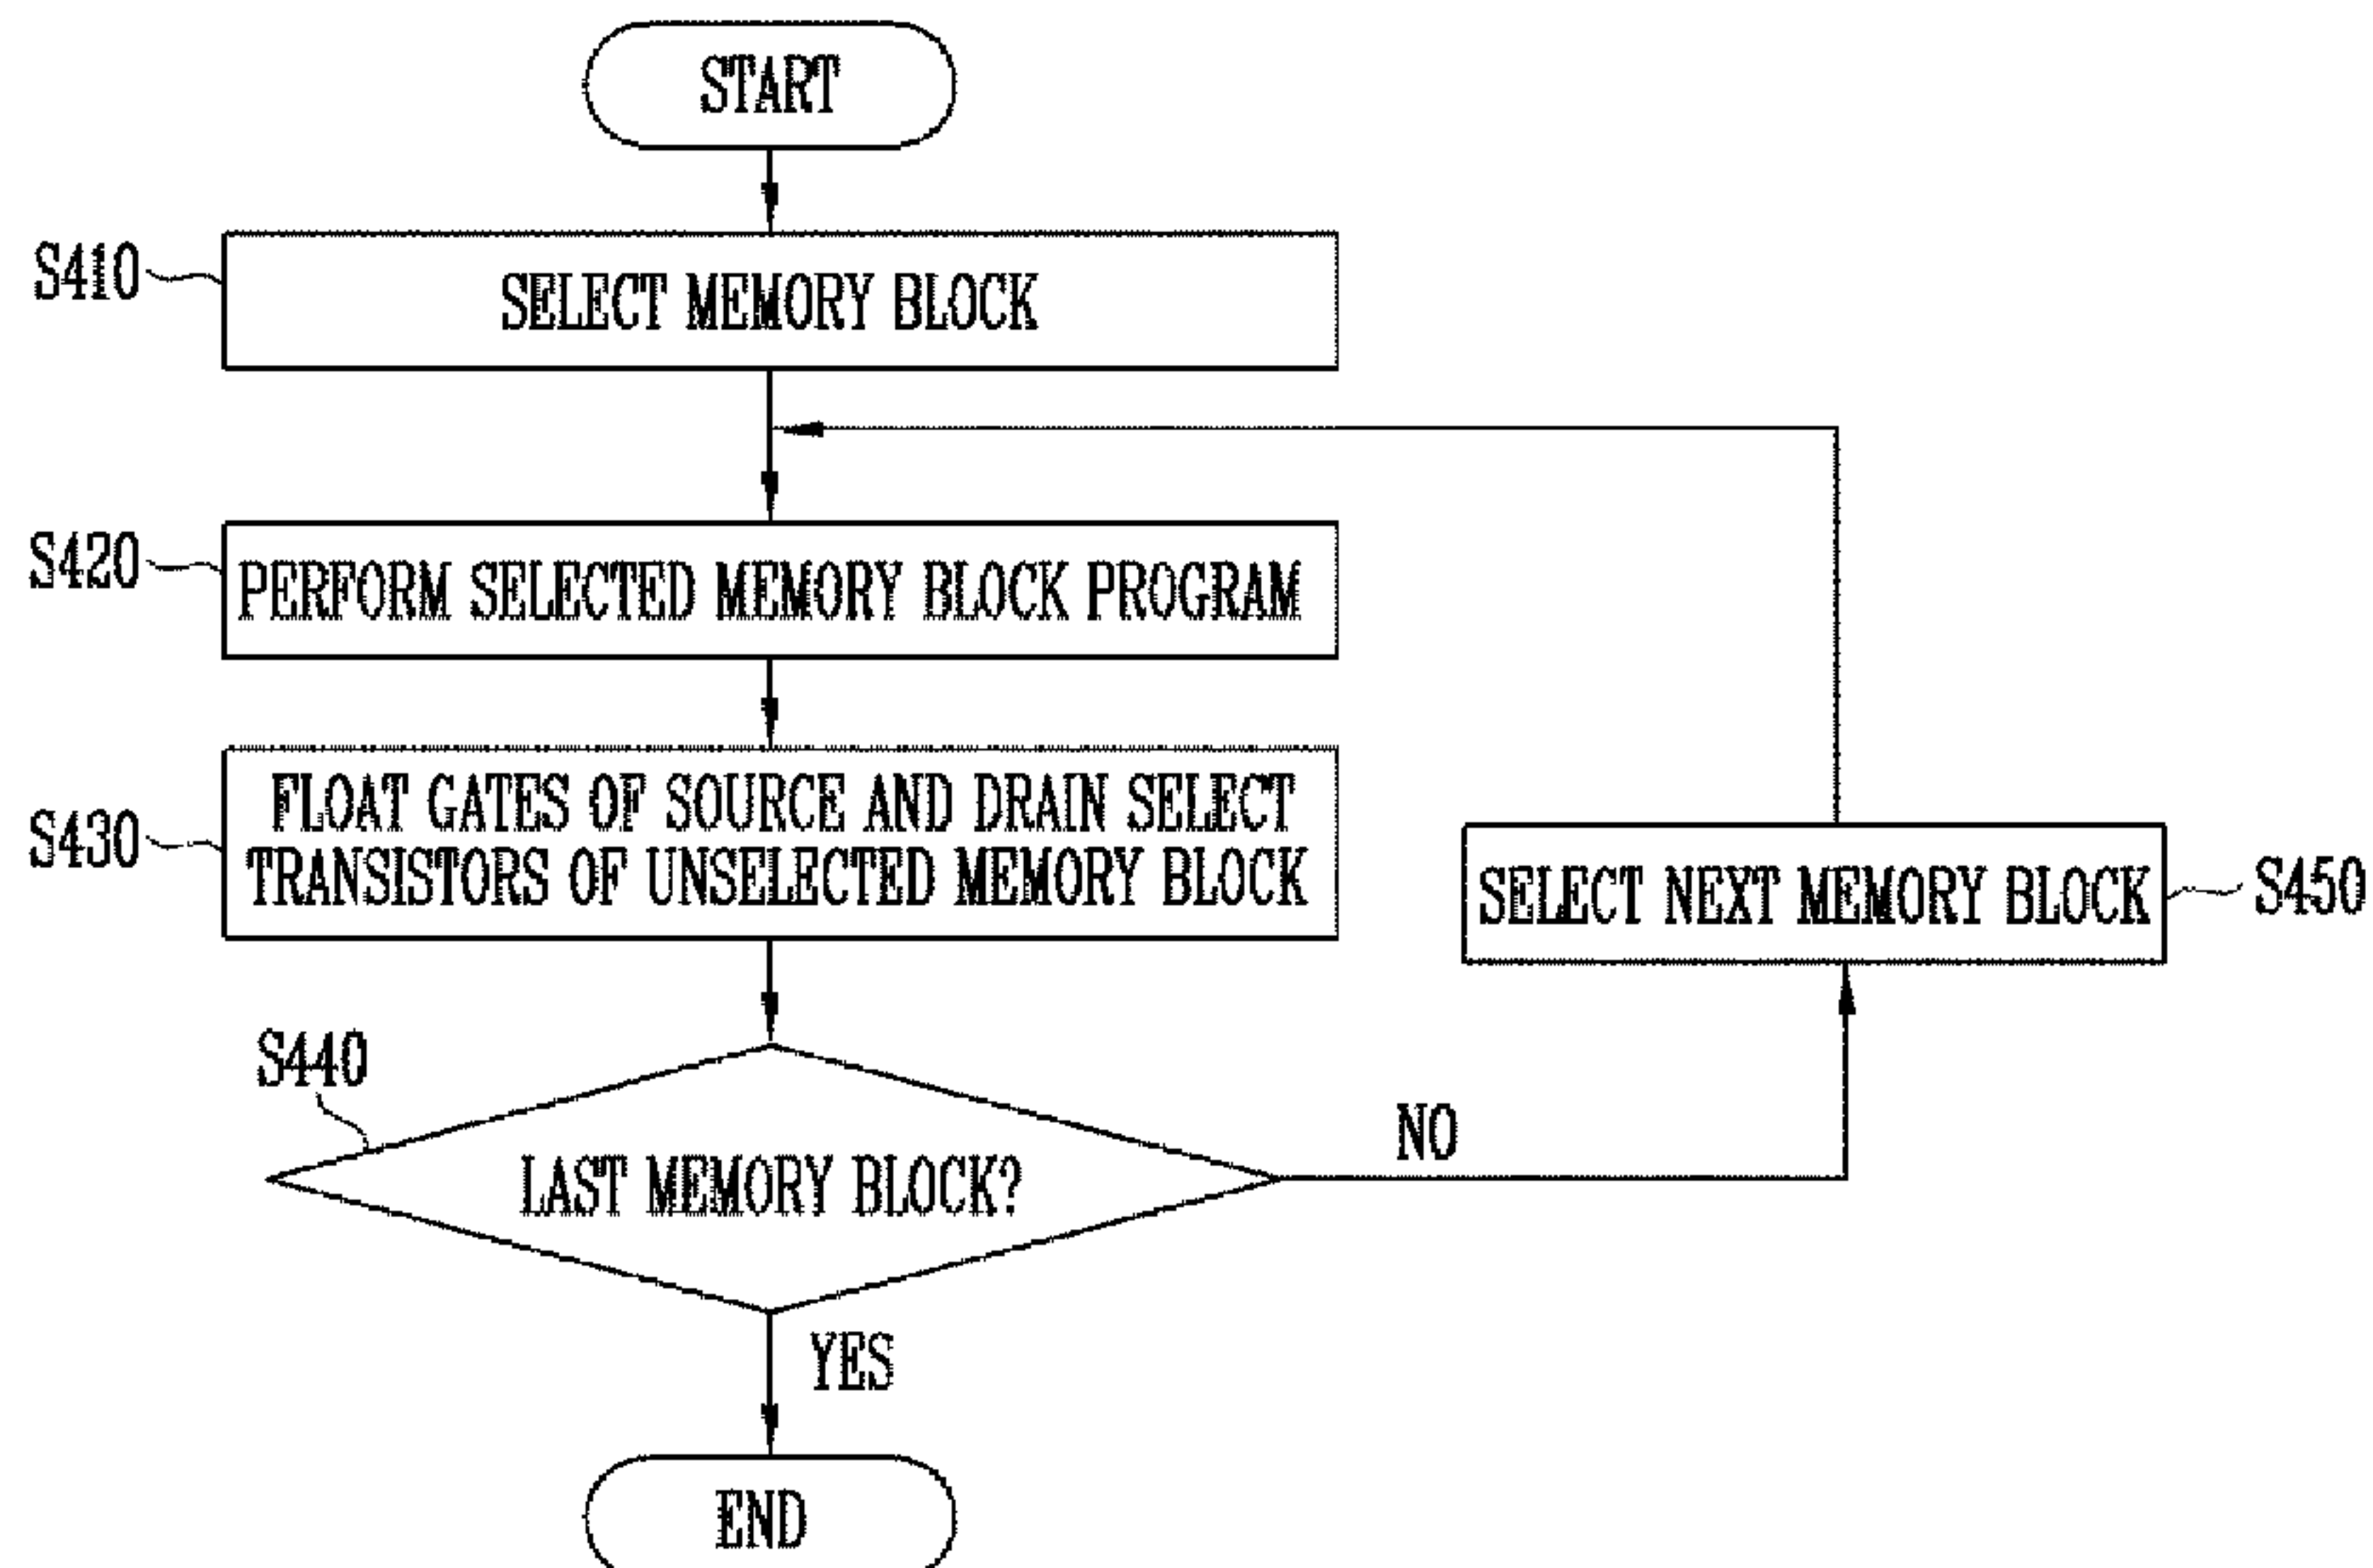 START
S410
SELECT MEMORY BLOCK
S420
PERFORM SELECTED MEMORY BLOCK PROGRAM
S430
FLOAT GATES OF SOURCE AND DRAIN SELECT
TRANSISTORS OF UNSELECTED MEMORY BLOCK
SELECT NEXT MEMORY BLOCK
S450
S440
LAST MEMORY BLOCK?
NO
YES
END